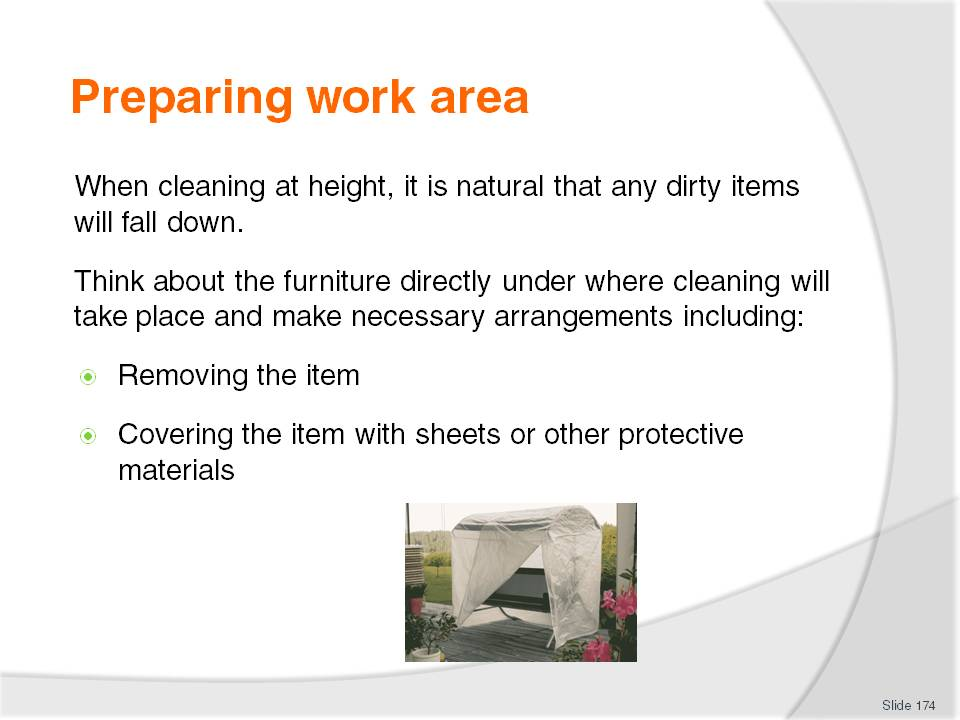 Preparing work area
When cleaning at height, it is natural that any dirty items
will fall down.
Think about the furniture directly under where cleaning will
take place and make necessary arrangements including:
Removing the item
Covering the item with sheets or other protective
materials
Slide 174